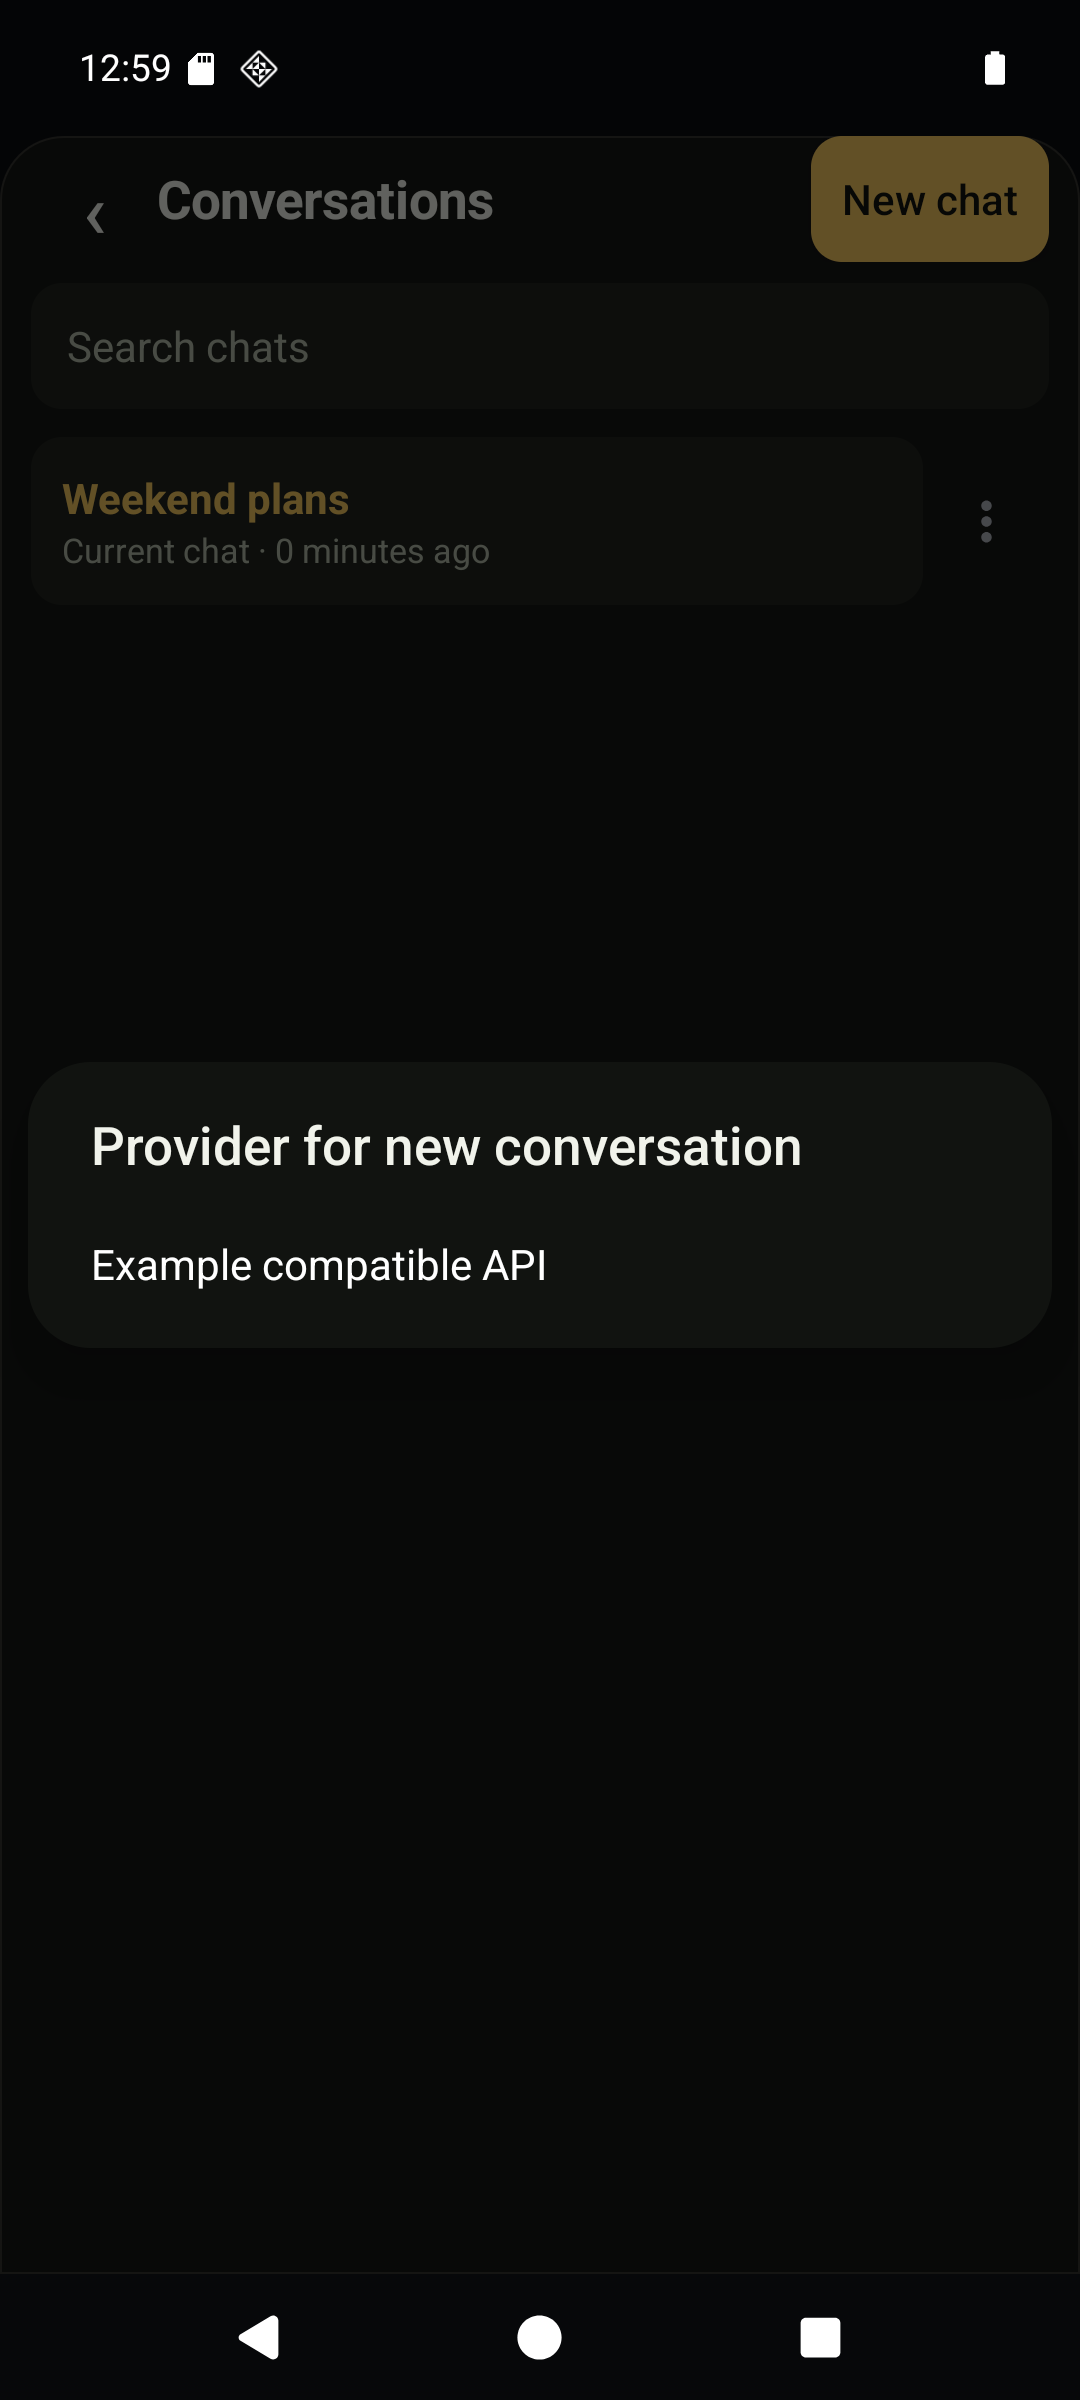 12:59
Conversations
New chat
Search chats
Weekend plans
Current chat · 0 minutes ago
Provider for new conversation
Example compatible API